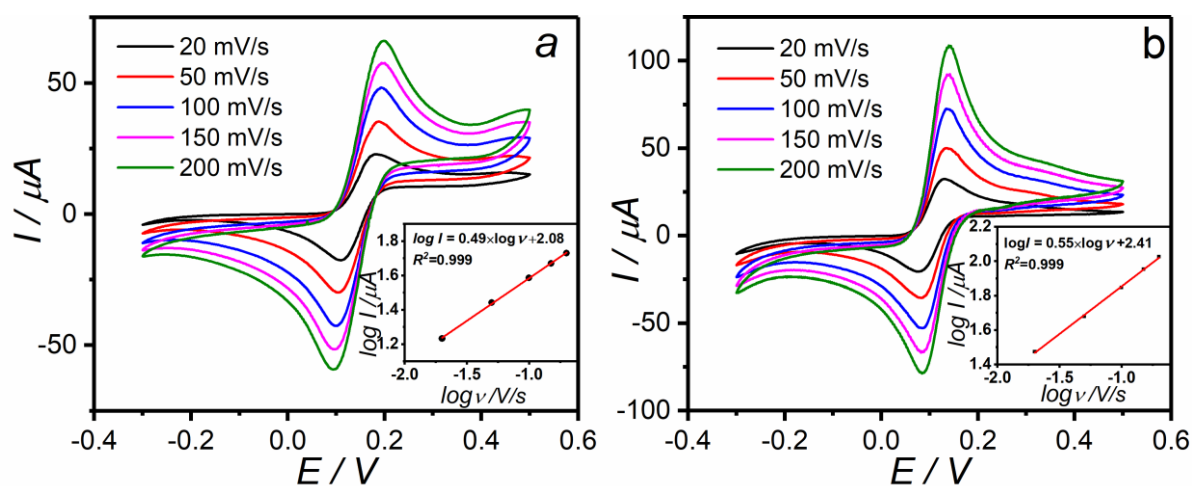 a
20 mV/s
50 mV/s
100 mV/s
150 mV/s
200 mV/s
50
0
-50
I / μA
-0.4 -0.2 0.0 0.2 0.4 0.6
E / V
log I = 0.49×log ν+2.08
R²=0.999
1.8
1.6
1.4
1.2
log I /μA
-2.0 -1.5 -1.0
log ν /V/s
b
20 mV/s
50 mV/s
100 mV/s
150 mV/s
200 mV/s
100
50
0
-50
-100
I / μA
-0.4 -0.2 0.0 0.2 0.4 0.6
E / V
logI = 0.55×log ν+2.41
R²=0.999
2.2
2.0
1.8
1.6
1.4
log I /μA
-2.0 -1.5 -1.0
log ν /V/s